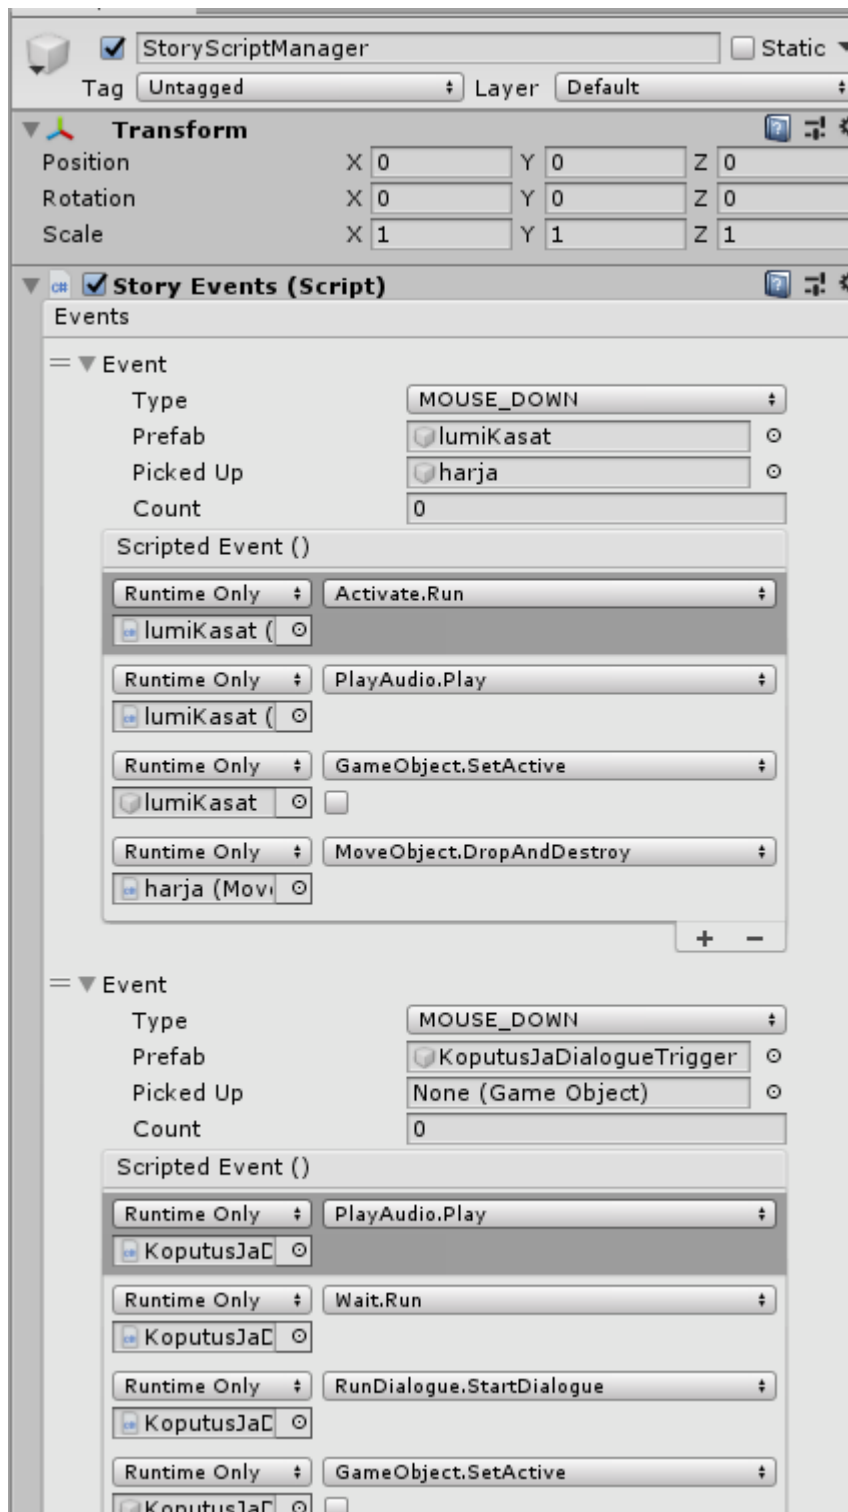 StoryScriptManager Static
Tag Untagged Layer Default
Transform
Position X 0 Y 0 Z 0
Rotation X 0 Y 0 Z 0
Scale X 1 Y 1 Z 1
c# Story Events (Script)
Events
Event
Type MOUSE_DOWN
Prefab lumiKasat
Picked Up harja
Count 0
Scripted Event ()
Runtime Only Activate.Run
lumiKasat (
Runtime Only PlayAudio.Play
lumiKasat (
Runtime Only GameObject.SetActive
lumiKasat
Runtime Only MoveObject.DropAndDestroy
harja (Mov
+ −
Event
Type MOUSE_DOWN
Prefab KoputusJaDialogueTrigger
Picked Up None (Game Object)
Count 0
Scripted Event ()
Runtime Only PlayAudio.Play
KoputusJaD
Runtime Only Wait.Run
KoputusJaD
Runtime Only RunDialogue.StartDialogue
KoputusJaD
Runtime Only GameObject.SetActive
KoputusJaD